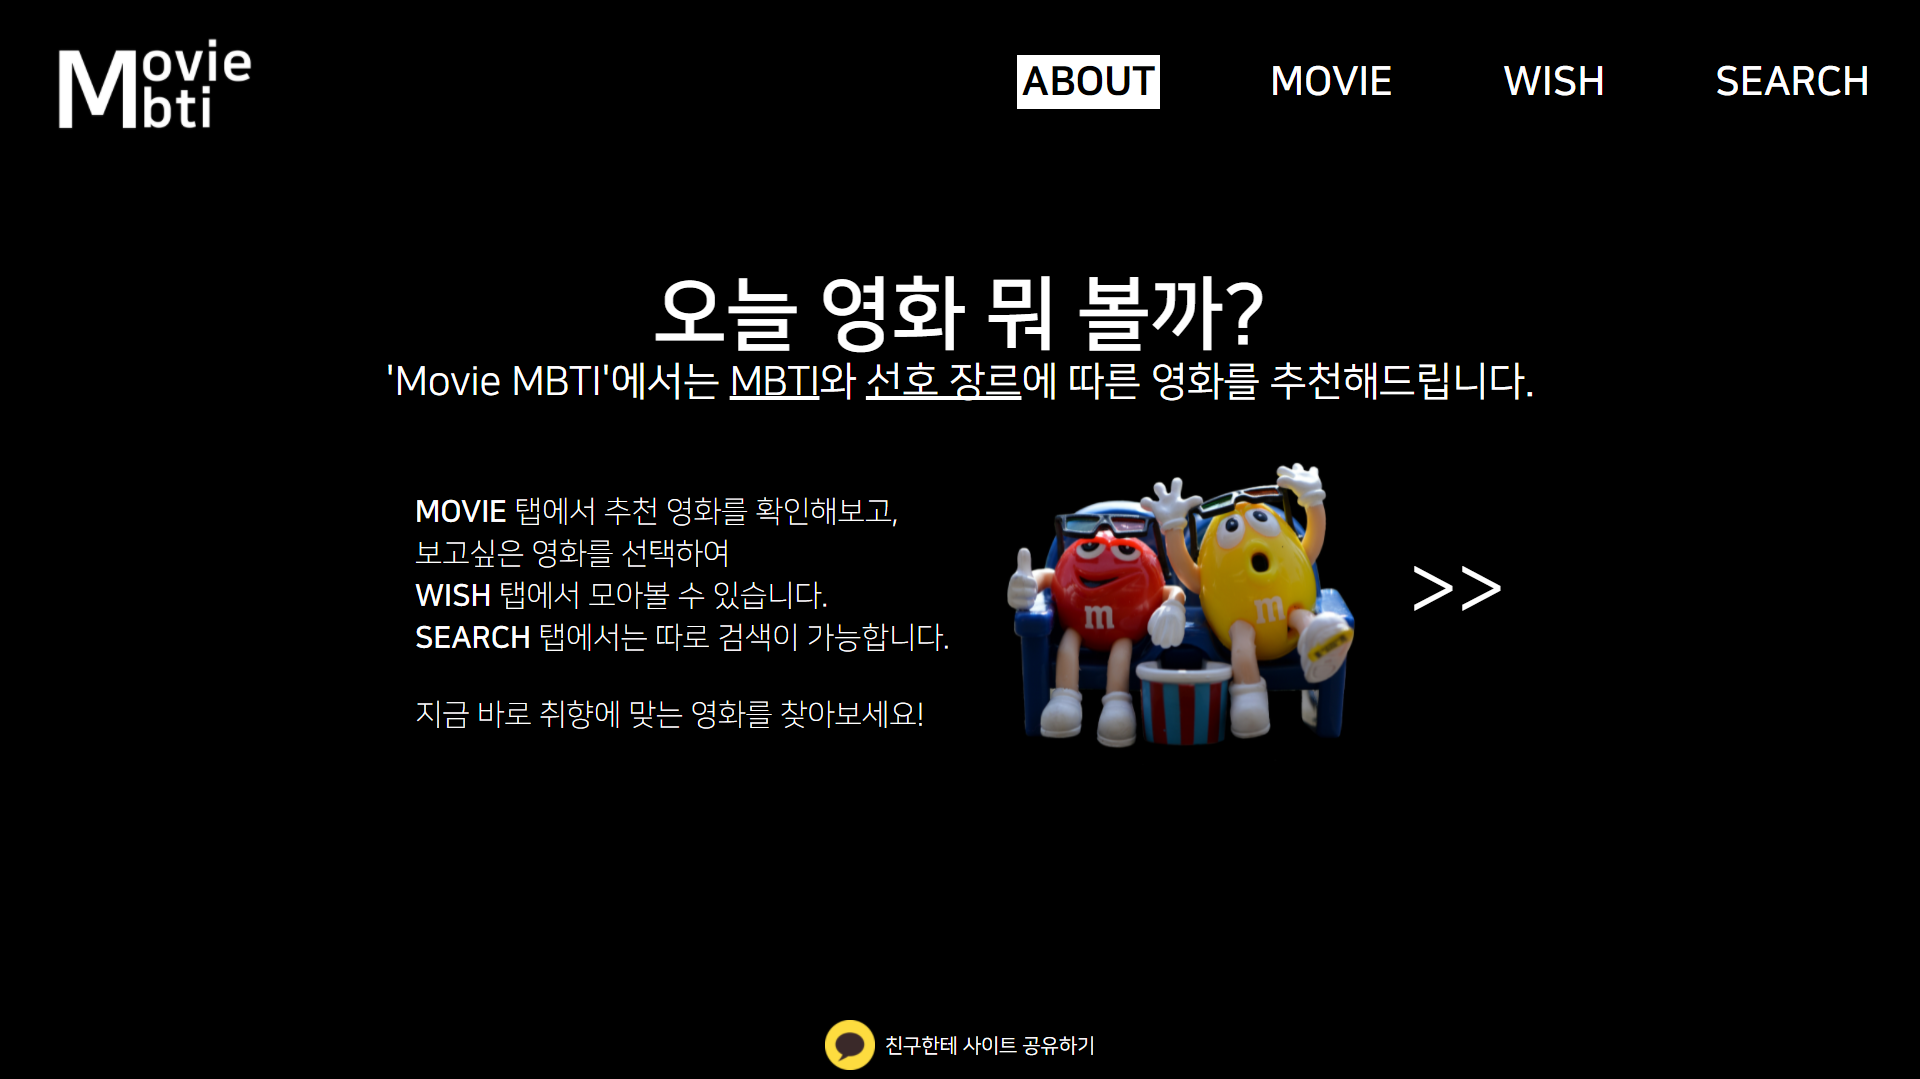 Movie
Mbti
ABOUT
MOVIE
WISH
SEARCH
오늘 영화 뭐 볼까?
'Movie MBTI'에서는 MBTI와 선호 장르에 따른 영화를 추천해드립니다.
MOVIE 탭에서 추천 영화를 확인해보고,
보고싶은 영화를 선택하여
WISH 탭에서 모아볼 수 있습니다.
SEARCH 탭에서는 따로 검색이 가능합니다.
지금 바로 취향에 맞는 영화를 찾아보세요!
m
m
>>
친구한테 사이트 공유하기